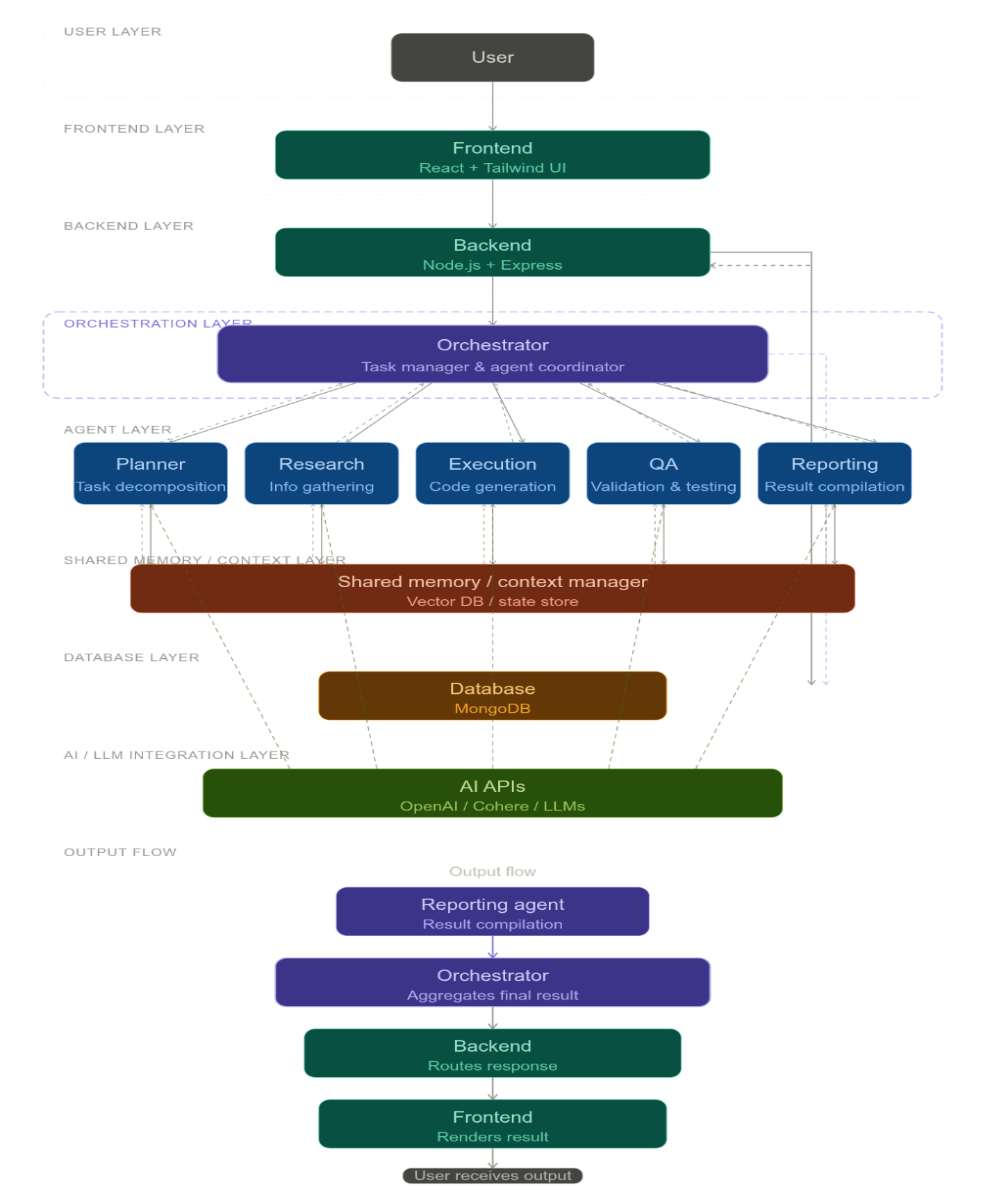 USER LAYER
User
FRONTEND LAYER
Frontend
React + Tailwind UI
BACKEND LAYER
Backend
Node.js + Express
ORCHESTRATION LAYER
Orchestrator
Task manager & agent coordinator
AGENT LAYER
Planner
Task decomposition
Research
Info gathering
Execution
Code generation
QA
Validation & testing
Reporting
Result compilation
SHARED MEMORY / CONTEXT LAYER
Shared memory / context manager
Vector DB / state store
DATABASE LAYER
Database
MongoDB
AI / LLM INTEGRATION LAYER
AI APIs
OpenAI / Cohere / LLMs
OUTPUT FLOW
Output flow
Reporting agent
Result compilation
Orchestrator
Aggregates final result
Backend
Routes response
Frontend
Renders result
User receives output